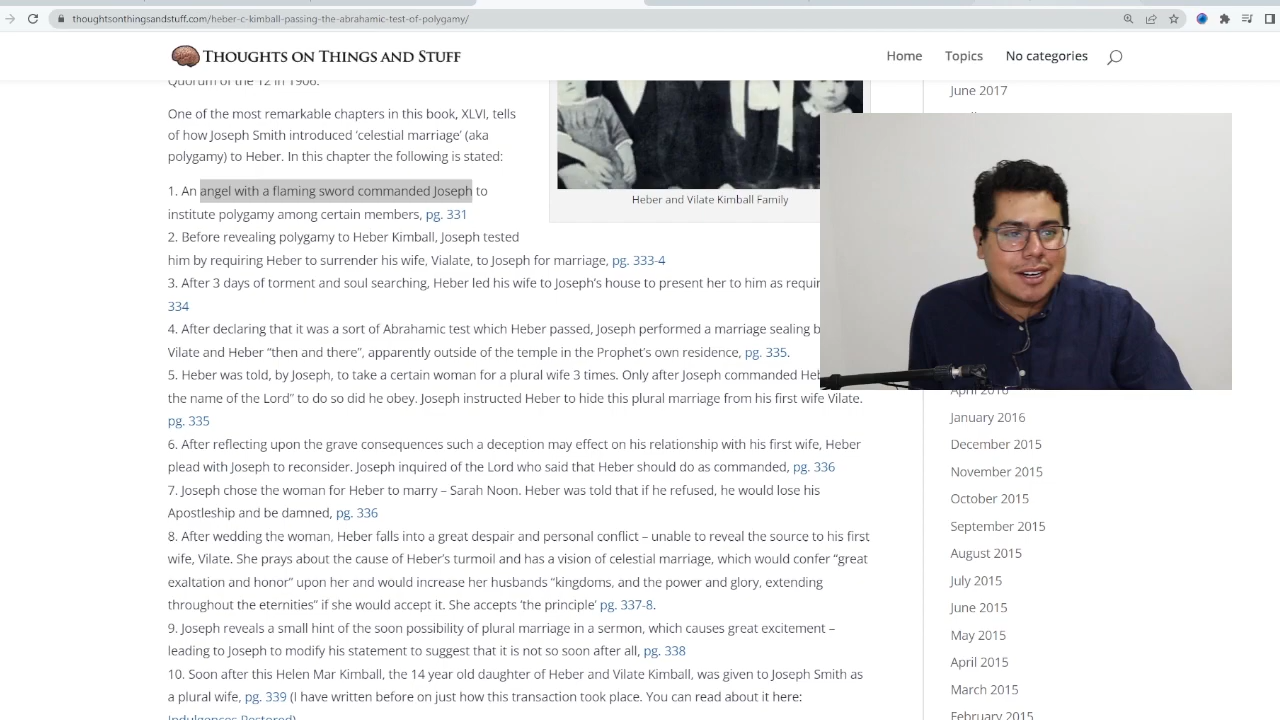 thoughtsonthingsandstuff.com/heber-c-kimball-passing-the-abrahamic-test-of-polygamy/
THOUGHTS ON THINGS AND STUFF
Home
Topics
No categories
Quorum of the 12 in 1906.
One of the most remarkable chapters in this book, XLVI, tells
of how Joseph Smith introduced ‘celestial marriage’ (aka
polygamy) to Heber. In this chapter the following is stated:
1. An angel with a flaming sword commanded Joseph to
institute polygamy among certain members, pg. 331
2. Before revealing polygamy to Heber Kimball, Joseph tested
him by requiring Heber to surrender his wife, Vialate, to Joseph for marriage, pg. 333-4
3. After 3 days of torment and soul searching, Heber led his wife to Joseph’s house to present her to him as
334
4. After declaring that it was a sort of Abrahamic test which Heber passed, Joseph performed a marriage sealing
Vilate and Heber “then and there”, apparently outside of the temple in the Prophet’s own residence, pg. 335.
5. Heber was told, by Joseph, to take a certain woman for a plural wife 3 times. Only after Joseph commanded
the name of the Lord to do so did he obey. Joseph instructed Heber to hide this plural marriage from his first wife Vilate.
pg. 335
6. After reflecting upon the grave consequences such a deception may effect on his relationship with his first wife, Heber
plead with Joseph to reconsider. Joseph inquired of the Lord who said that Heber should do as commanded, pg. 336
7. Joseph chose the woman for Heber to marry – Sarah Noon. Heber was told that if he refused, he would lose his
Apostleship and be damned, pg. 336
8. After wedding the woman, Heber falls into a great despair and personal conflict – unable to reveal the source to his first
wife, Vilate. She prays about the cause of Heber’s turmoil and has a vision of celestial marriage, which would confer “great
exaltation and honor” upon her and would increase her husbands “kingdoms, and the power and glory, extending
throughout the eternities” if she would accept it. She accepts ‘the principle’ pg. 337-8.
9. Joseph reveals a small hint of the soon possibility of plural marriage in a sermon, which causes great excitement –
leading to Joseph to modify his statement to suggest that it is not so soon after all, pg. 338
10. Soon after this Helen Mar Kimball, the 14 year old daughter of Heber and Vilate Kimball, was given to Joseph Smith as
a plural wife, pg. 339 (I have written before on just how this transaction took place. You can read about it here:
Indulgences Restored)
Heber and Vilate Kimball Family
June 2017
April 2016
January 2016
December 2015
November 2015
October 2015
September 2015
August 2015
July 2015
June 2015
May 2015
April 2015
March 2015
February 2015